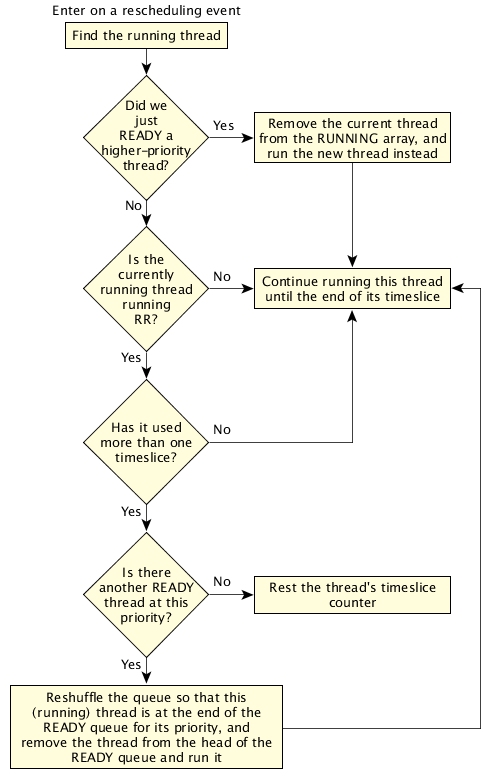 Enter on a rescheduling event
Find the running thread
Did we
just
READY a
higher-priority
thread?
Yes
Remove the current thread
from the RUNNING array, and
run the new thread instead
No
Is the
currently
running thread
running
RR?
No
Continue running this thread
until the end of its timeslice
Yes
Has it used
more than one
timeslice?
No
Yes
Is there
another READY
thread at this
priority?
No
Rest the thread's timeslice
counter
Yes
Reshuffle the queue so that this
(running) thread is at the end of the
READY queue for its priority, and
remove the thread from the head of the
READY queue and run it